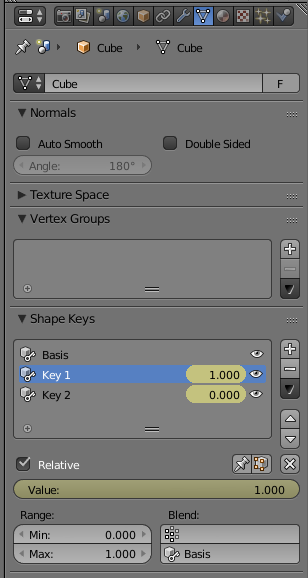 Cube Cube
Cube F
Normals
Auto Smooth Double Sided
Angle: 180°
Texture Space
Vertex Groups
Shape Keys
Basis
Key 1 1.000
Key 2 0.000
Relative
Value: 1.000
Range: Blend:
Min: 0.000
Max: 1.000 Basis